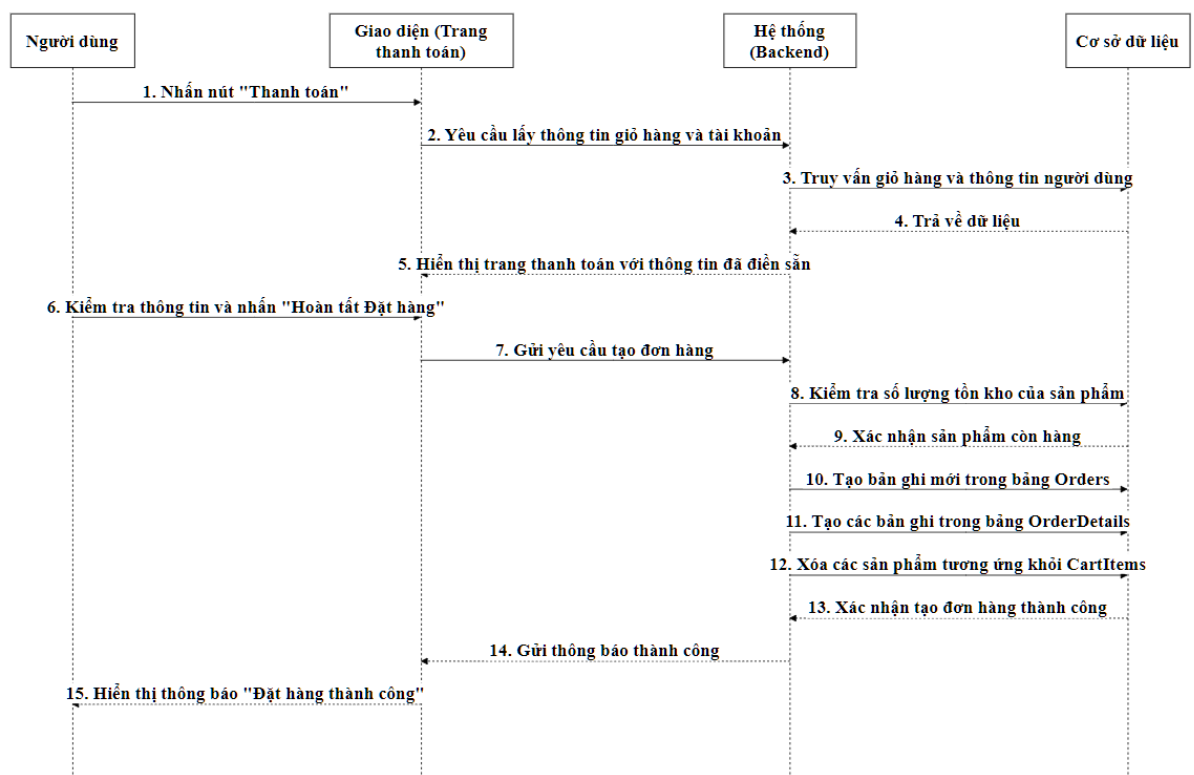 Người dùng
Giao diện (Trang
thanh toán)
Hệ thống
(Backend)
Cơ sở dữ liệu
1. Nhấn nút "Thanh toán"
2. Yêu cầu lấy thông tin giỏ hàng và tài khoản
3. Truy vấn giỏ hàng và thông tin người dùng
4. Trả về dữ liệu
5. Hiển thị trang thanh toán với thông tin đã điền sẵn
6. Kiểm tra thông tin và nhấn "Hoàn tất Đặt hàng"
7. Gửi yêu cầu tạo đơn hàng
8. Kiểm tra số lượng tồn kho của sản phẩm
9. Xác nhận sản phẩm còn hàng
10. Tạo bản ghi mới trong bảng Orders
11. Tạo các bản ghi trong bảng OrderDetails
12. Xóa các sản phẩm tương ứng khỏi CartItems
13. Xác nhận tạo đơn hàng thành công
14. Gửi thông báo thành công
15. Hiển thị thông báo "Đặt hàng thành công"